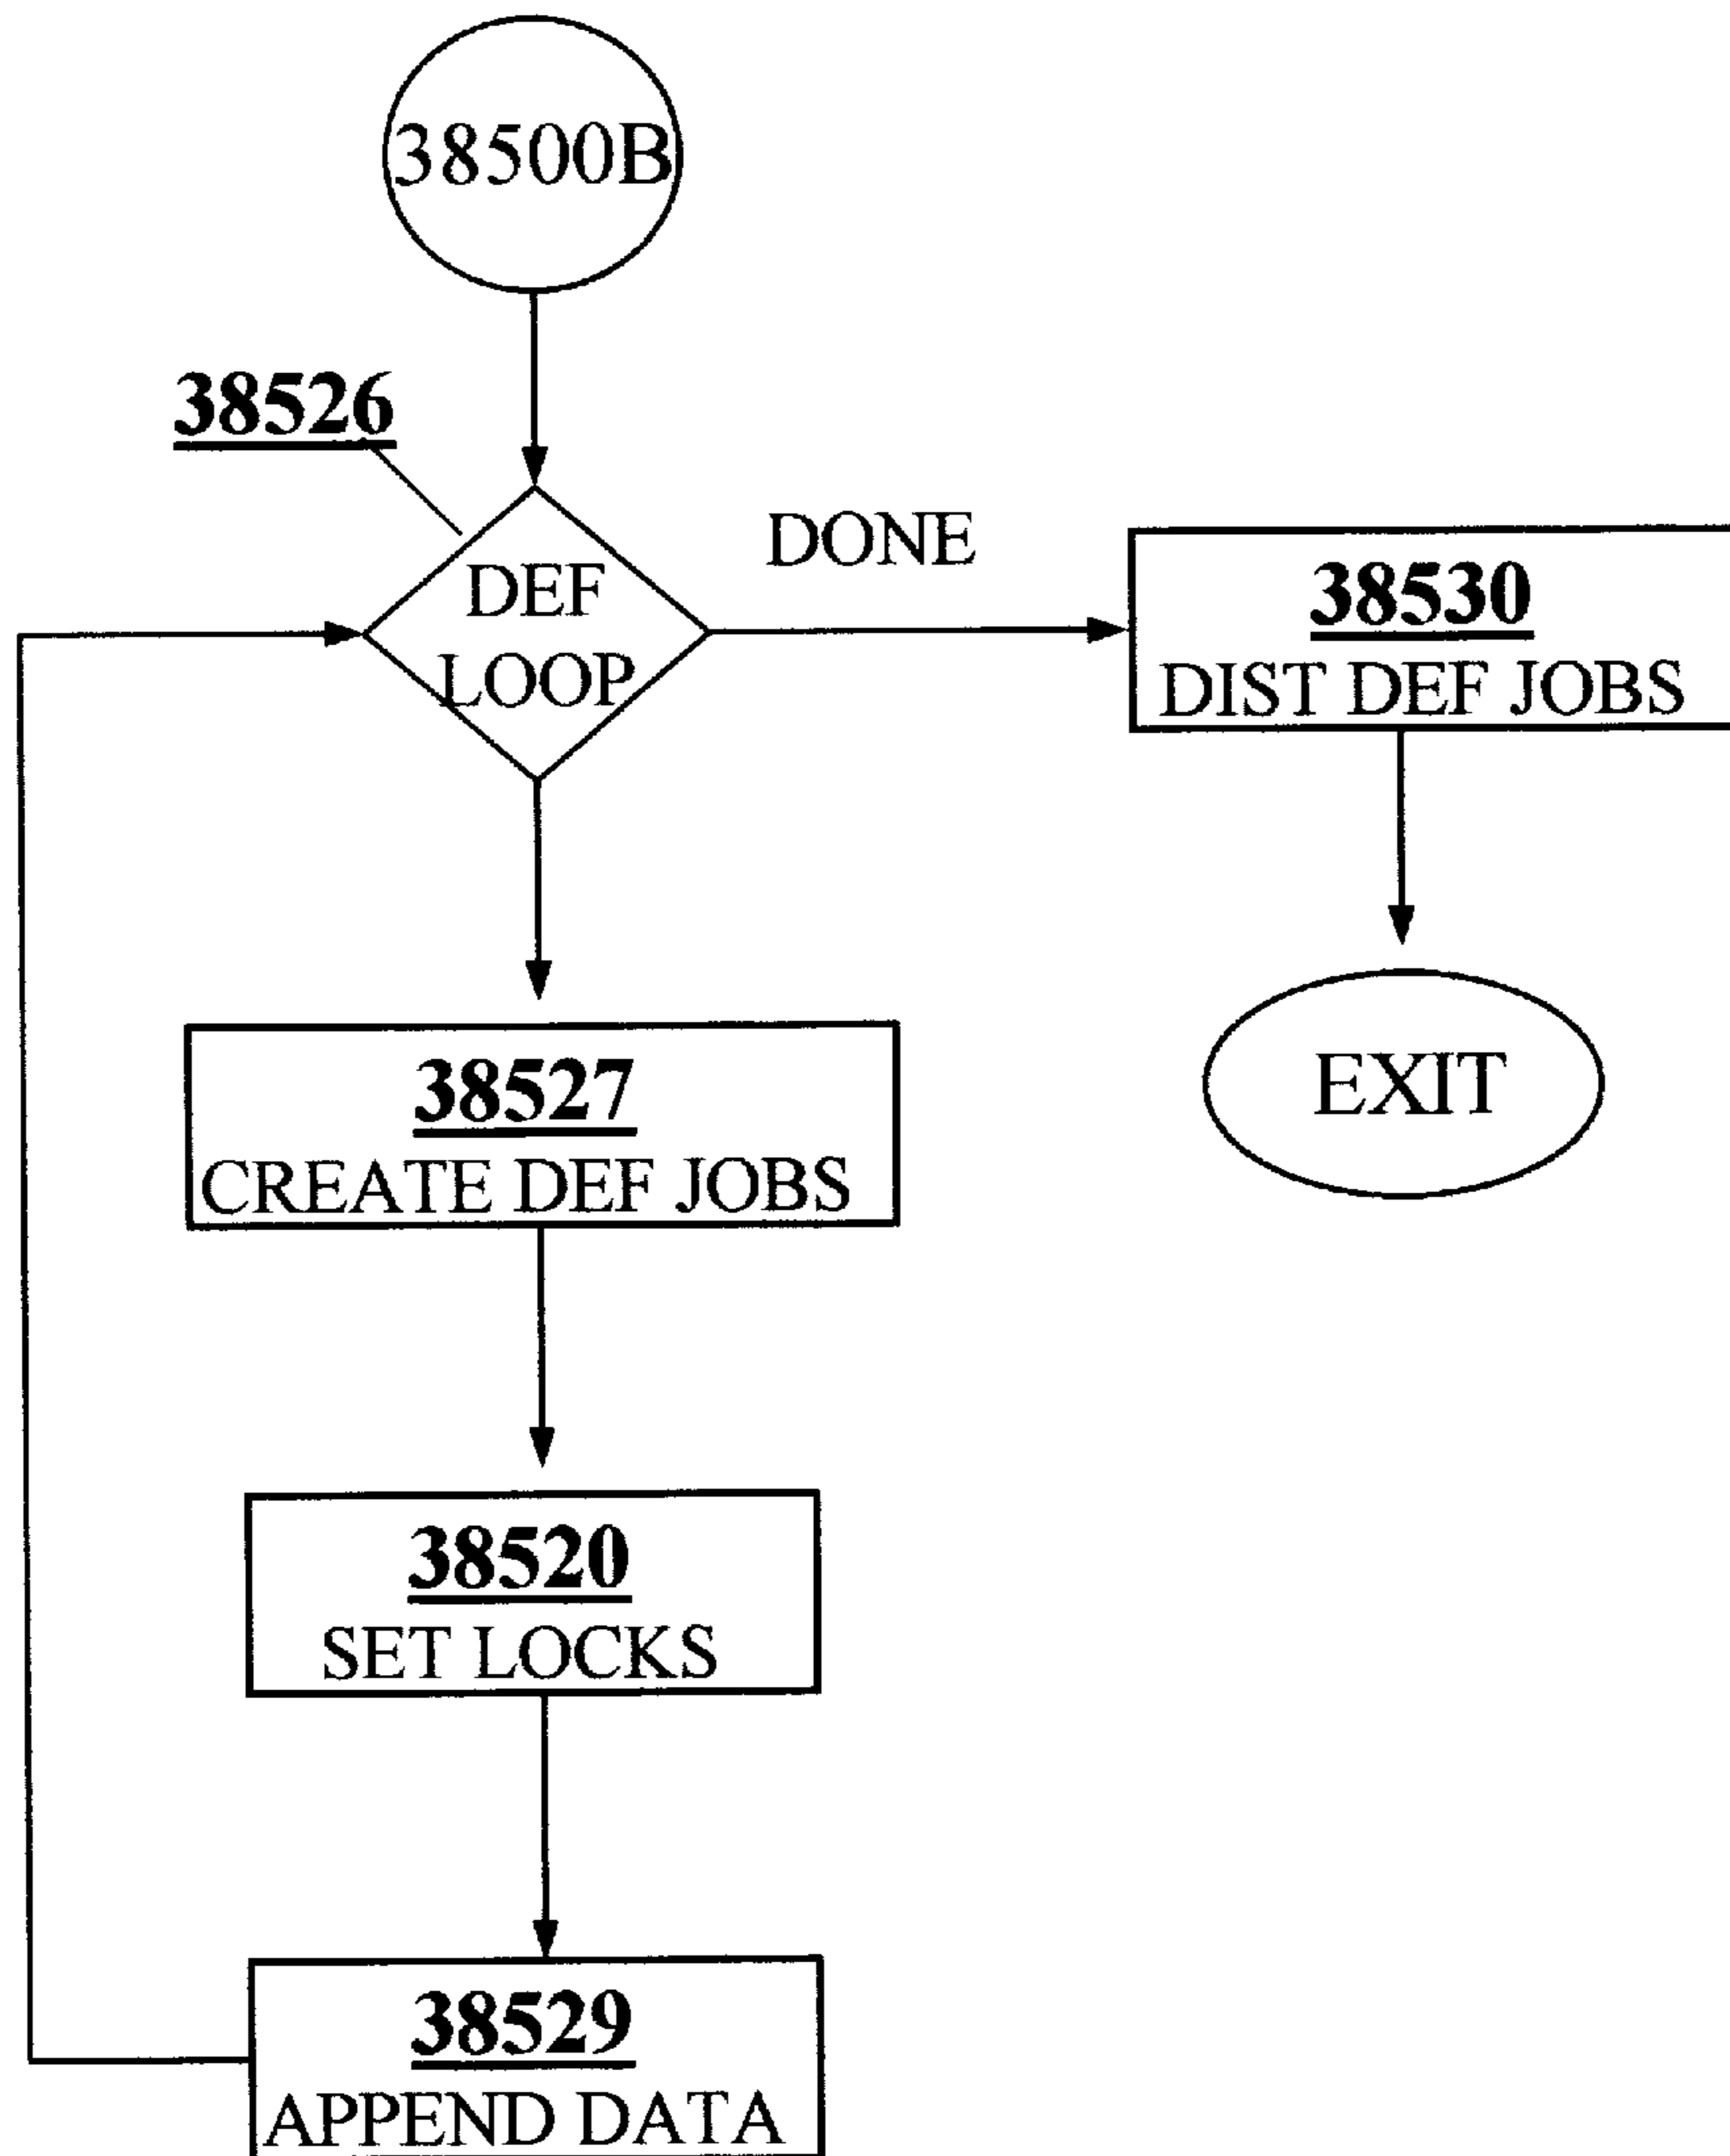 38500B
38526
DEF
LOOP
DONE
38530
DIST DEF JOBS
38527
CREATE DEF JOBS
EXIT
38520
SET LOCKS
38529
APPEND DATA